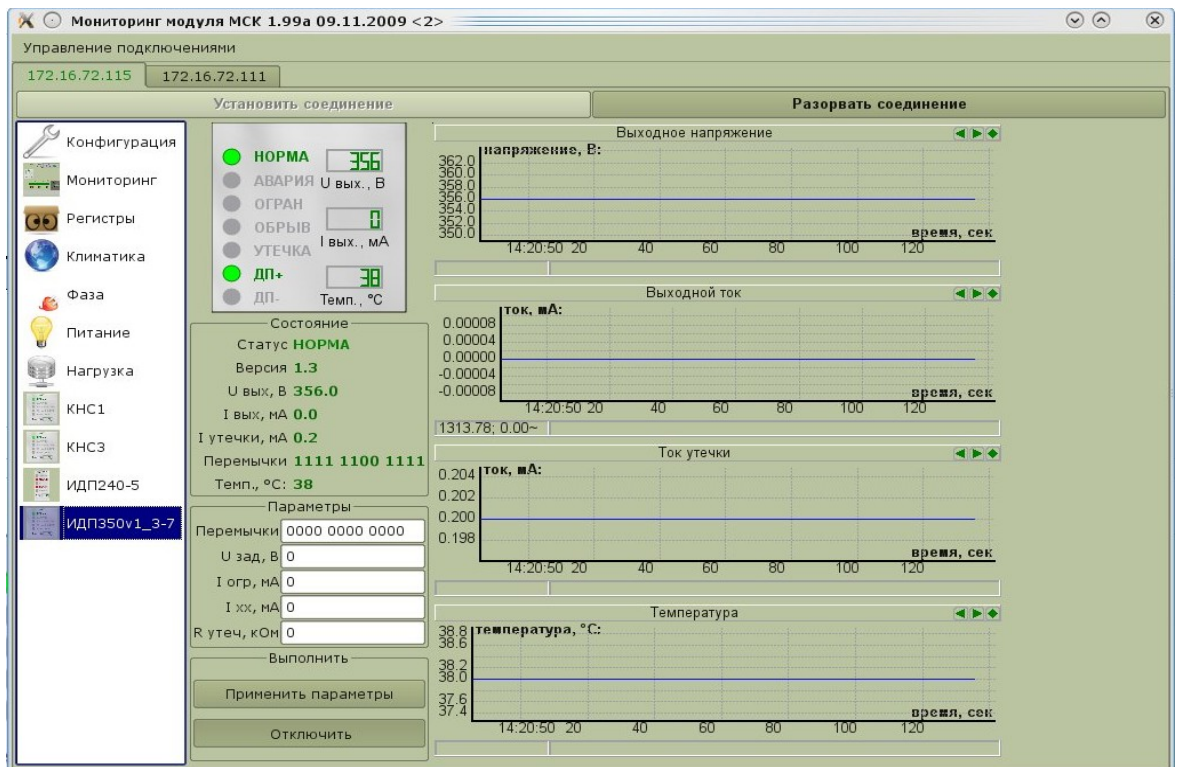 Мониторинг модуля МСК 1.99a 09.11.2009 <2>
Управление подключениями
172.16.72.115 172.16.72.111
Установить соединение Разорвать соединение
Конфигурация
Мониторинг
Регистры
Климатика
Фаза
Питание
Нагрузка
КНС1
КНС3
ИДП240-5
ИДП350v1_3-7
НОРМА 356
АВАРИЯ U вых., В
ОГРАН
ОБРЫВ 0
УТЕЧКА I вых., мА
ДП+ 38
ДП- Темп., °C
Состояние
Статус НОРМА
Версия 1.3
U вых, В 356.0
I вых, мА 0.0
I утечки, мА 0.2
Перемычки 1111 1100 1111
Темп., °C: 38
Параметры
Перемычки 0000 0000 0000
U зад, В 0
I огр, мА 0
I хх, мА 0
R утеч, кОм 0
Выполнить
Применить параметры
Отключить
Выходное напряжение
напряжение, В:
362.0
360.0
358.0
356.0
354.0
352.0
350.0
время, сек
14:20:50 20 40 60 80 100 120
Выходной ток
ток, мА:
0.00008
0.00004
0.00000
-0.00004
-0.00008
время, сек
14:20:50 20 40 60 80 100 120
1313.78; 0.00~
Ток утечки
ток, мА:
0.204
0.202
0.200
0.198
время, сек
14:20:50 20 40 60 80 100 120
Температура
температура, °C:
38.8
38.6
38.2
38.0
37.6
37.4
время, сек
14:20:50 20 40 60 80 100 120